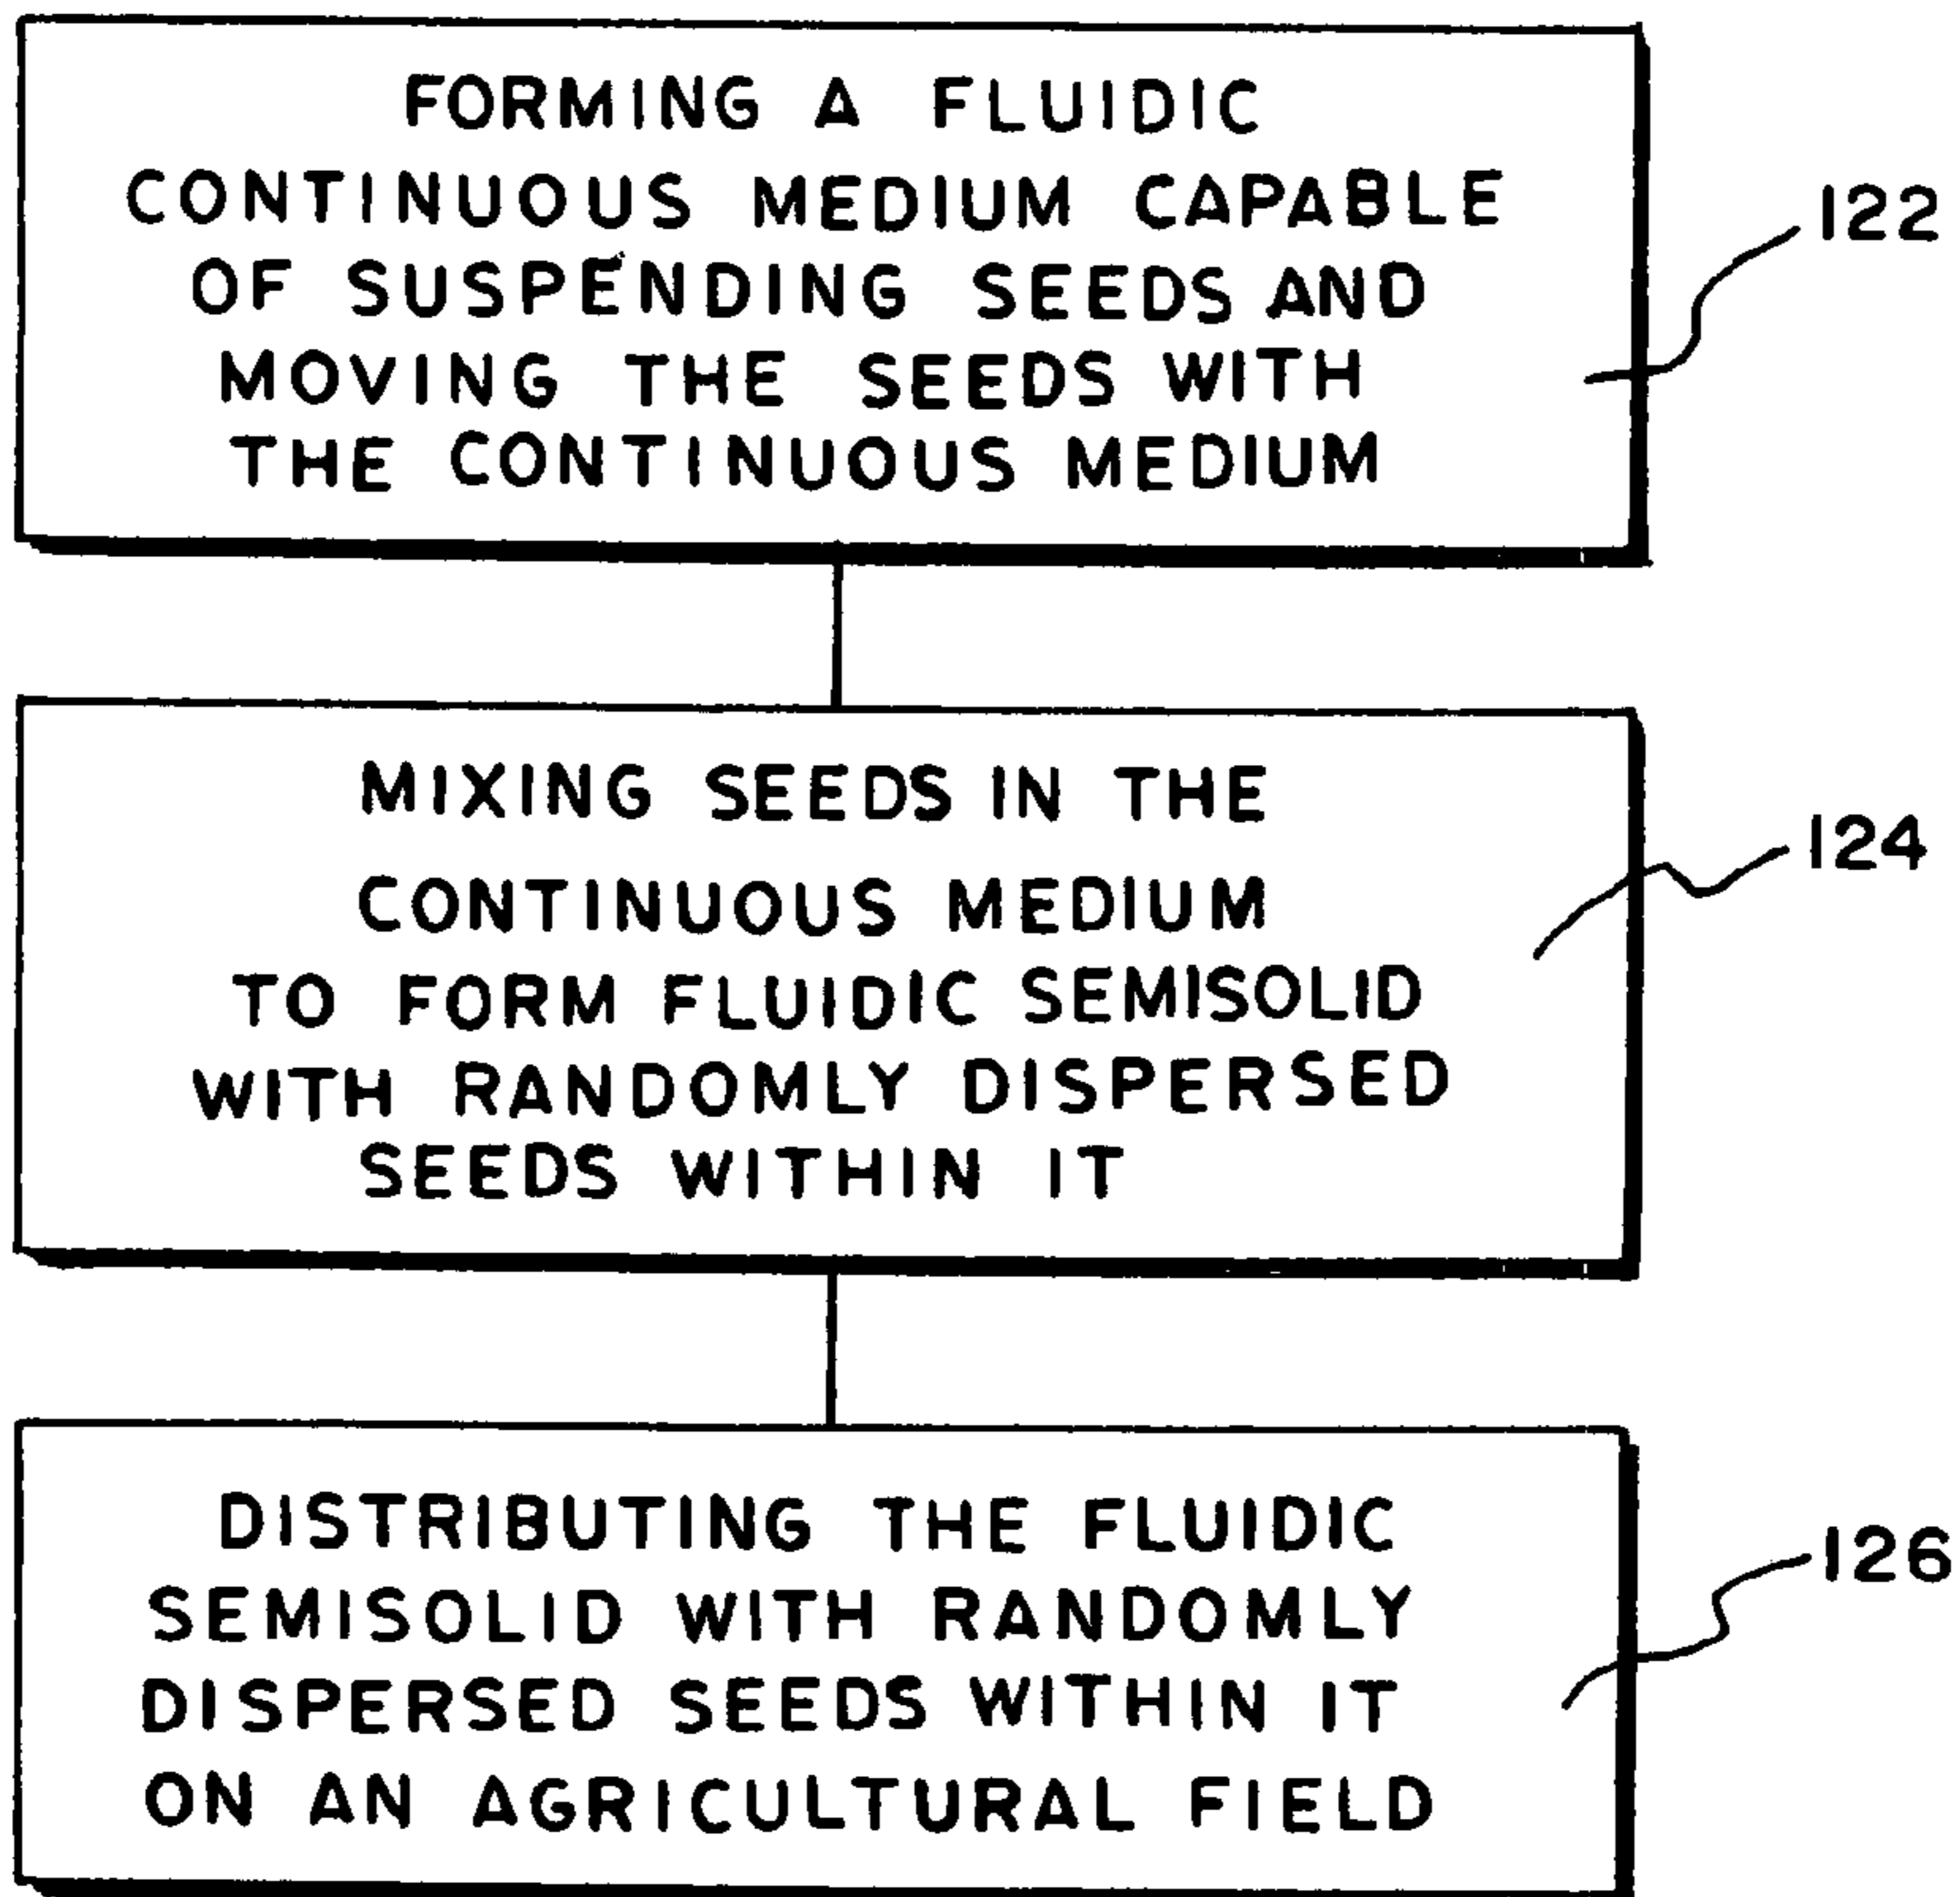 FORMING A FLUIDIC
CONTINUOUS MEDIUM CAPABLE
OF SUSPENDING SEEDS AND
MOVING THE SEEDS WITH
THE CONTINUOUS MEDIUM
122
MIXING SEEDS IN THE
CONTINUOUS MEDIUM
TO FORM FLUIDIC SEMISOLID
WITH RANDOMLY DISPERSED
SEEDS WITHIN IT
124
DISTRIBUTING THE FLUIDIC
SEMISOLID WITH RANDOMLY
DISPERSED SEEDS WITHIN IT
ON AN AGRICULTURAL FIELD
126